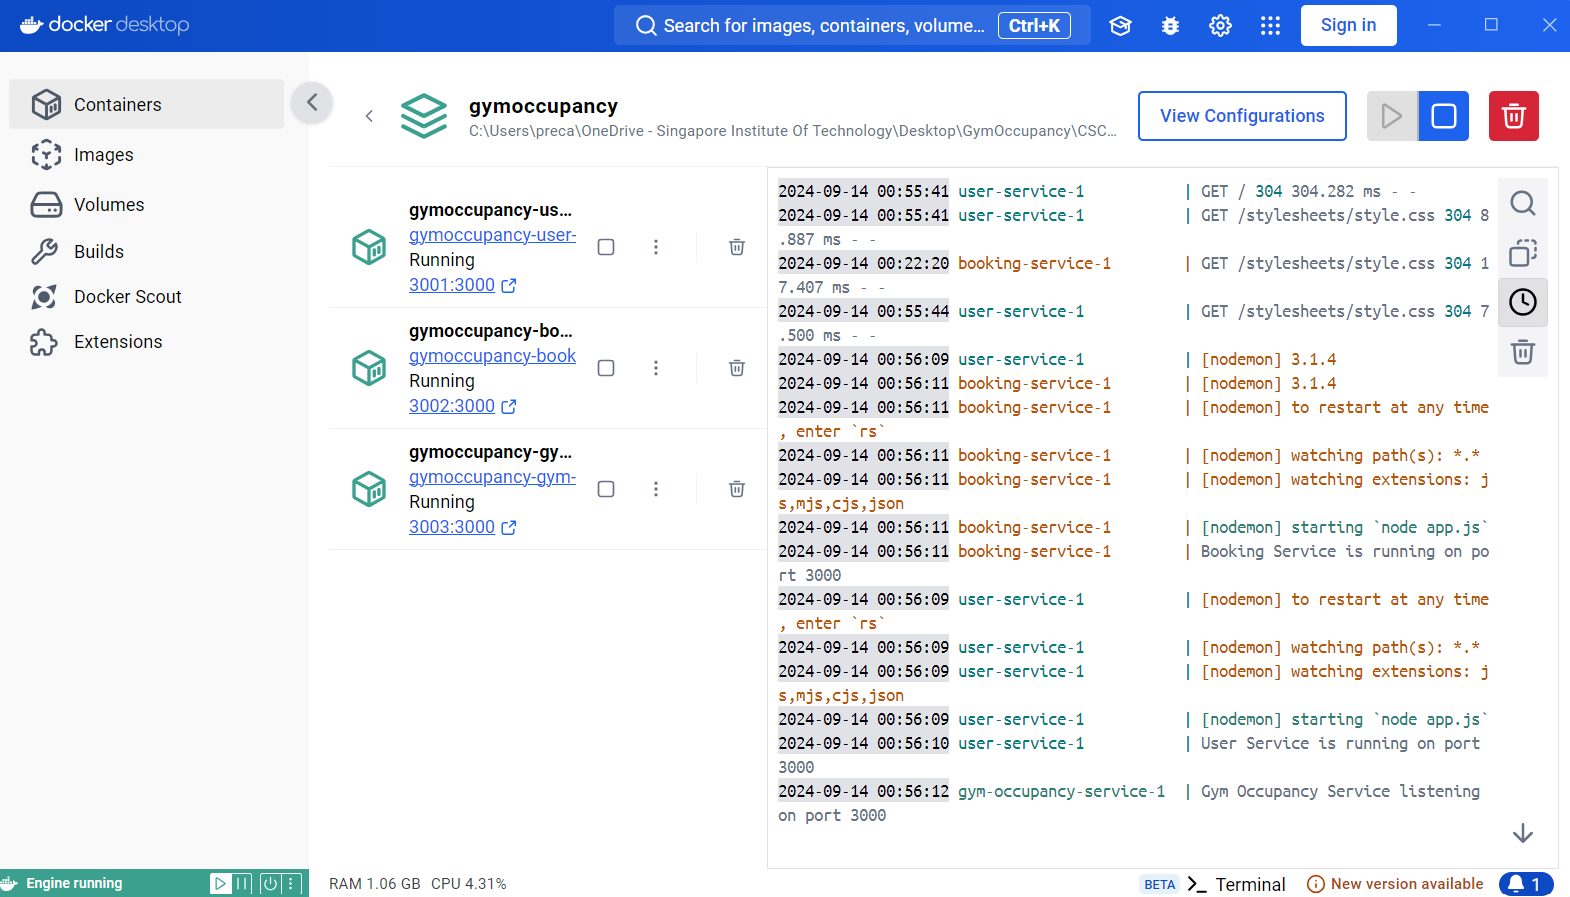 docker desktop
Search for images, containers, volume... Ctrl+K
Sign in
Containers
Images
Volumes
Builds
Docker Scout
Extensions
gymoccupancy
C:\Users\preca\OneDrive - Singapore Institute Of Technology\Desktop\GymOccupancy\CSC...
View Configurations
gymoccupancy-us...
gymoccupancy-user-
Running
3001:3000
gymoccupancy-bo...
gymoccupancy-book
Running
3002:3000
gymoccupancy-gy...
gymoccupancy-gym-
Running
3003:3000
2024-09-14 00:55:41 user-service-1 | GET / 304 304.282 ms - -
2024-09-14 00:55:41 user-service-1 | GET /stylesheets/style.css 304 8
.887 ms - -
2024-09-14 00:22:20 booking-service-1 | GET /stylesheets/style.css 304 1
7.407 ms - -
2024-09-14 00:55:44 user-service-1 | GET /stylesheets/style.css 304 7
.500 ms - -
2024-09-14 00:56:09 user-service-1 | [nodemon] 3.1.4
2024-09-14 00:56:11 booking-service-1 | [nodemon] 3.1.4
2024-09-14 00:56:11 booking-service-1 | [nodemon] to restart at any time
, enter `rs`
2024-09-14 00:56:11 booking-service-1 | [nodemon] watching path(s): *.*
2024-09-14 00:56:11 booking-service-1 | [nodemon] watching extensions: j
s,mjs,cjs,json
2024-09-14 00:56:11 booking-service-1 | [nodemon] starting `node app.js`
2024-09-14 00:56:11 booking-service-1 | Booking Service is running on po
rt 3000
2024-09-14 00:56:09 user-service-1 | [nodemon] to restart at any time
, enter `rs`
2024-09-14 00:56:09 user-service-1 | [nodemon] watching path(s): *.*
2024-09-14 00:56:09 user-service-1 | [nodemon] watching extensions: j
s,mjs,cjs,json
2024-09-14 00:56:09 user-service-1 | [nodemon] starting `node app.js`
2024-09-14 00:56:10 user-service-1 | User Service is running on port
3000
2024-09-14 00:56:12 gym-occupancy-service-1 | Gym Occupancy Service listening
on port 3000
Engine running
RAM 1.06 GB CPU 4.31%
BETA >_ Terminal
New version available
1